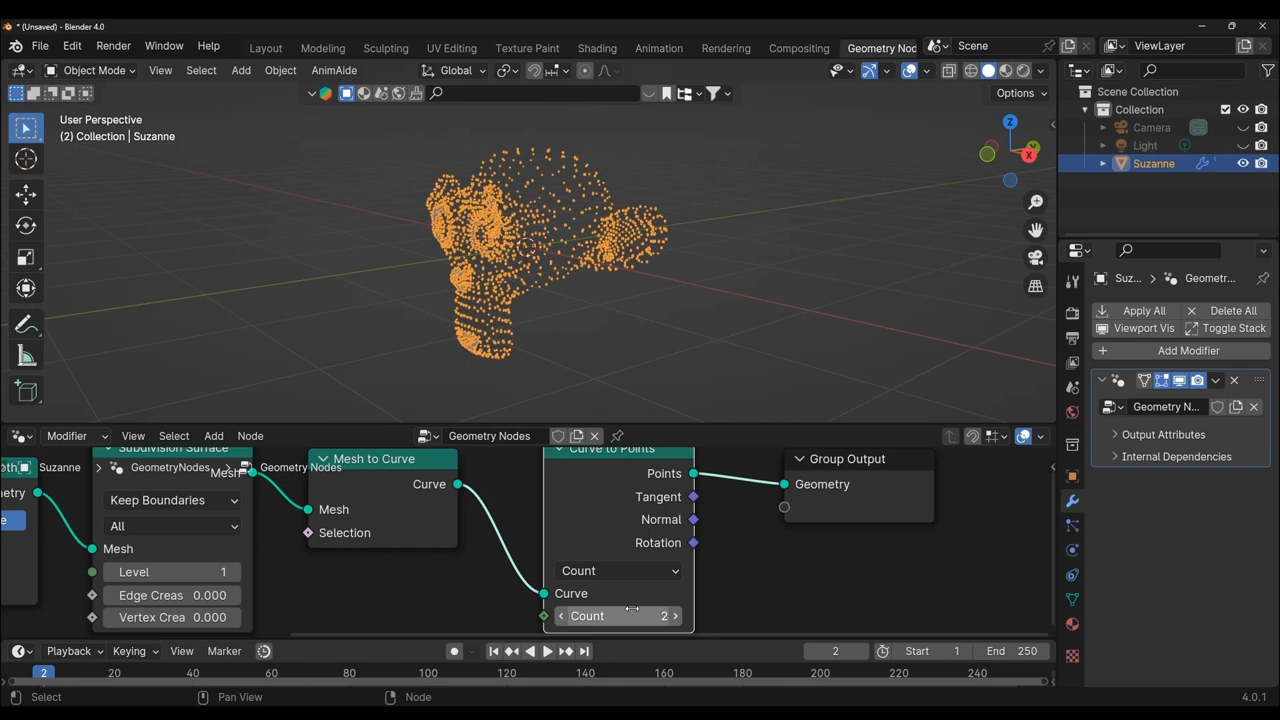 * (Unsaved) - Blender 4.0
File Edit Render Window Help Layout Modeling Sculpting UV Editing Texture Paint Shading Animation Rendering Compositing Geometry Noc Scene ViewLayer
Object Mode View Select Add Object AnimAide Global
Options
User Perspective
(2) Collection | Suzanne
Z
X
Scene Collection
Collection
Camera
Light
Suzanne
Suz... > Geometr...
Apply All Delete All
Viewport Vis Toggle Stack
Add Modifier
Geometry N...
Output Attributes
Internal Dependencies
Modifier View Select Add Node Geometry Nodes
Suzanne > GeometryNodes > Geometry Nodes
Subdivision Surface
Mesh
Keep Boundaries
All
Mesh
Level 1
Edge Creas 0.000
Vertex Crea 0.000
Mesh to Curve
Curve
Mesh
Selection
Curve to Points
Points
Tangent
Normal
Rotation
Count
Curve
Count 2
Group Output
Geometry
Playback Keying View Marker 2 Start 1 End 250
2 20 40 60 80 100 120 140 160 180 200 220 240
Select Pan View Node 4.0.1